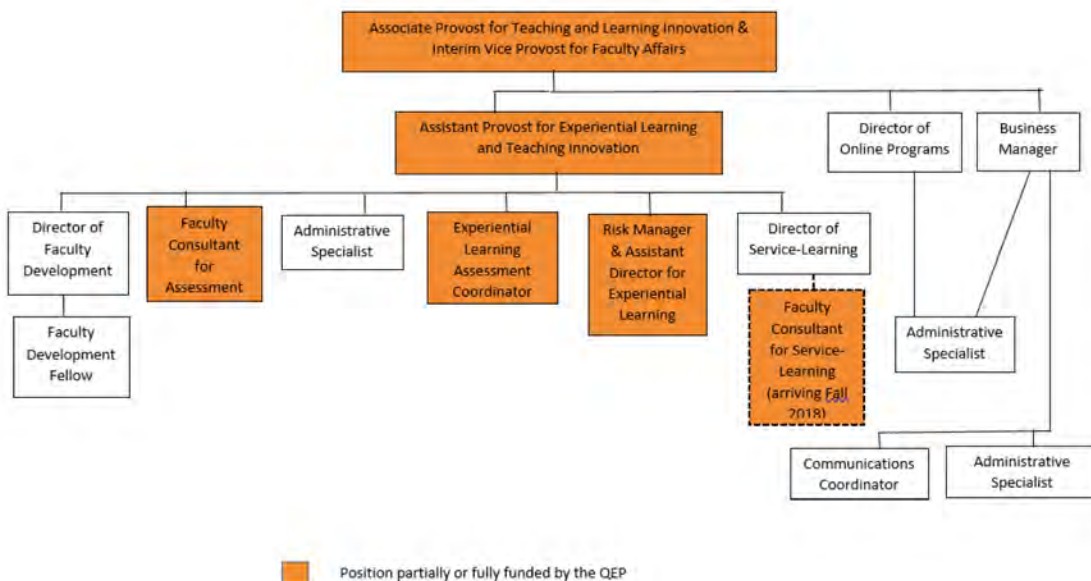 Associate Provost for Teaching and Learning Innovation &
Interim Vice Provost for Faculty Affairs
Assistant Provost for Experiential Learning
and Teaching Innovation
Director of
Online Programs
Business
Manager
Director of
Faculty
Development
Faculty
Consultant
for
Assessment
Administrative
Specialist
Experiential
Learning
Assessment
Coordinator
Risk Manager
& Assistant
Director for
Experiential
Learning
Director of
Service-Learning
Faculty
Development
Fellow
Faculty
Consultant
for Service-
Learning
(arriving Fall
2018)
Administrative
Specialist
Communications
Coordinator
Administrative
Specialist
Position partially or fully funded by the QEP